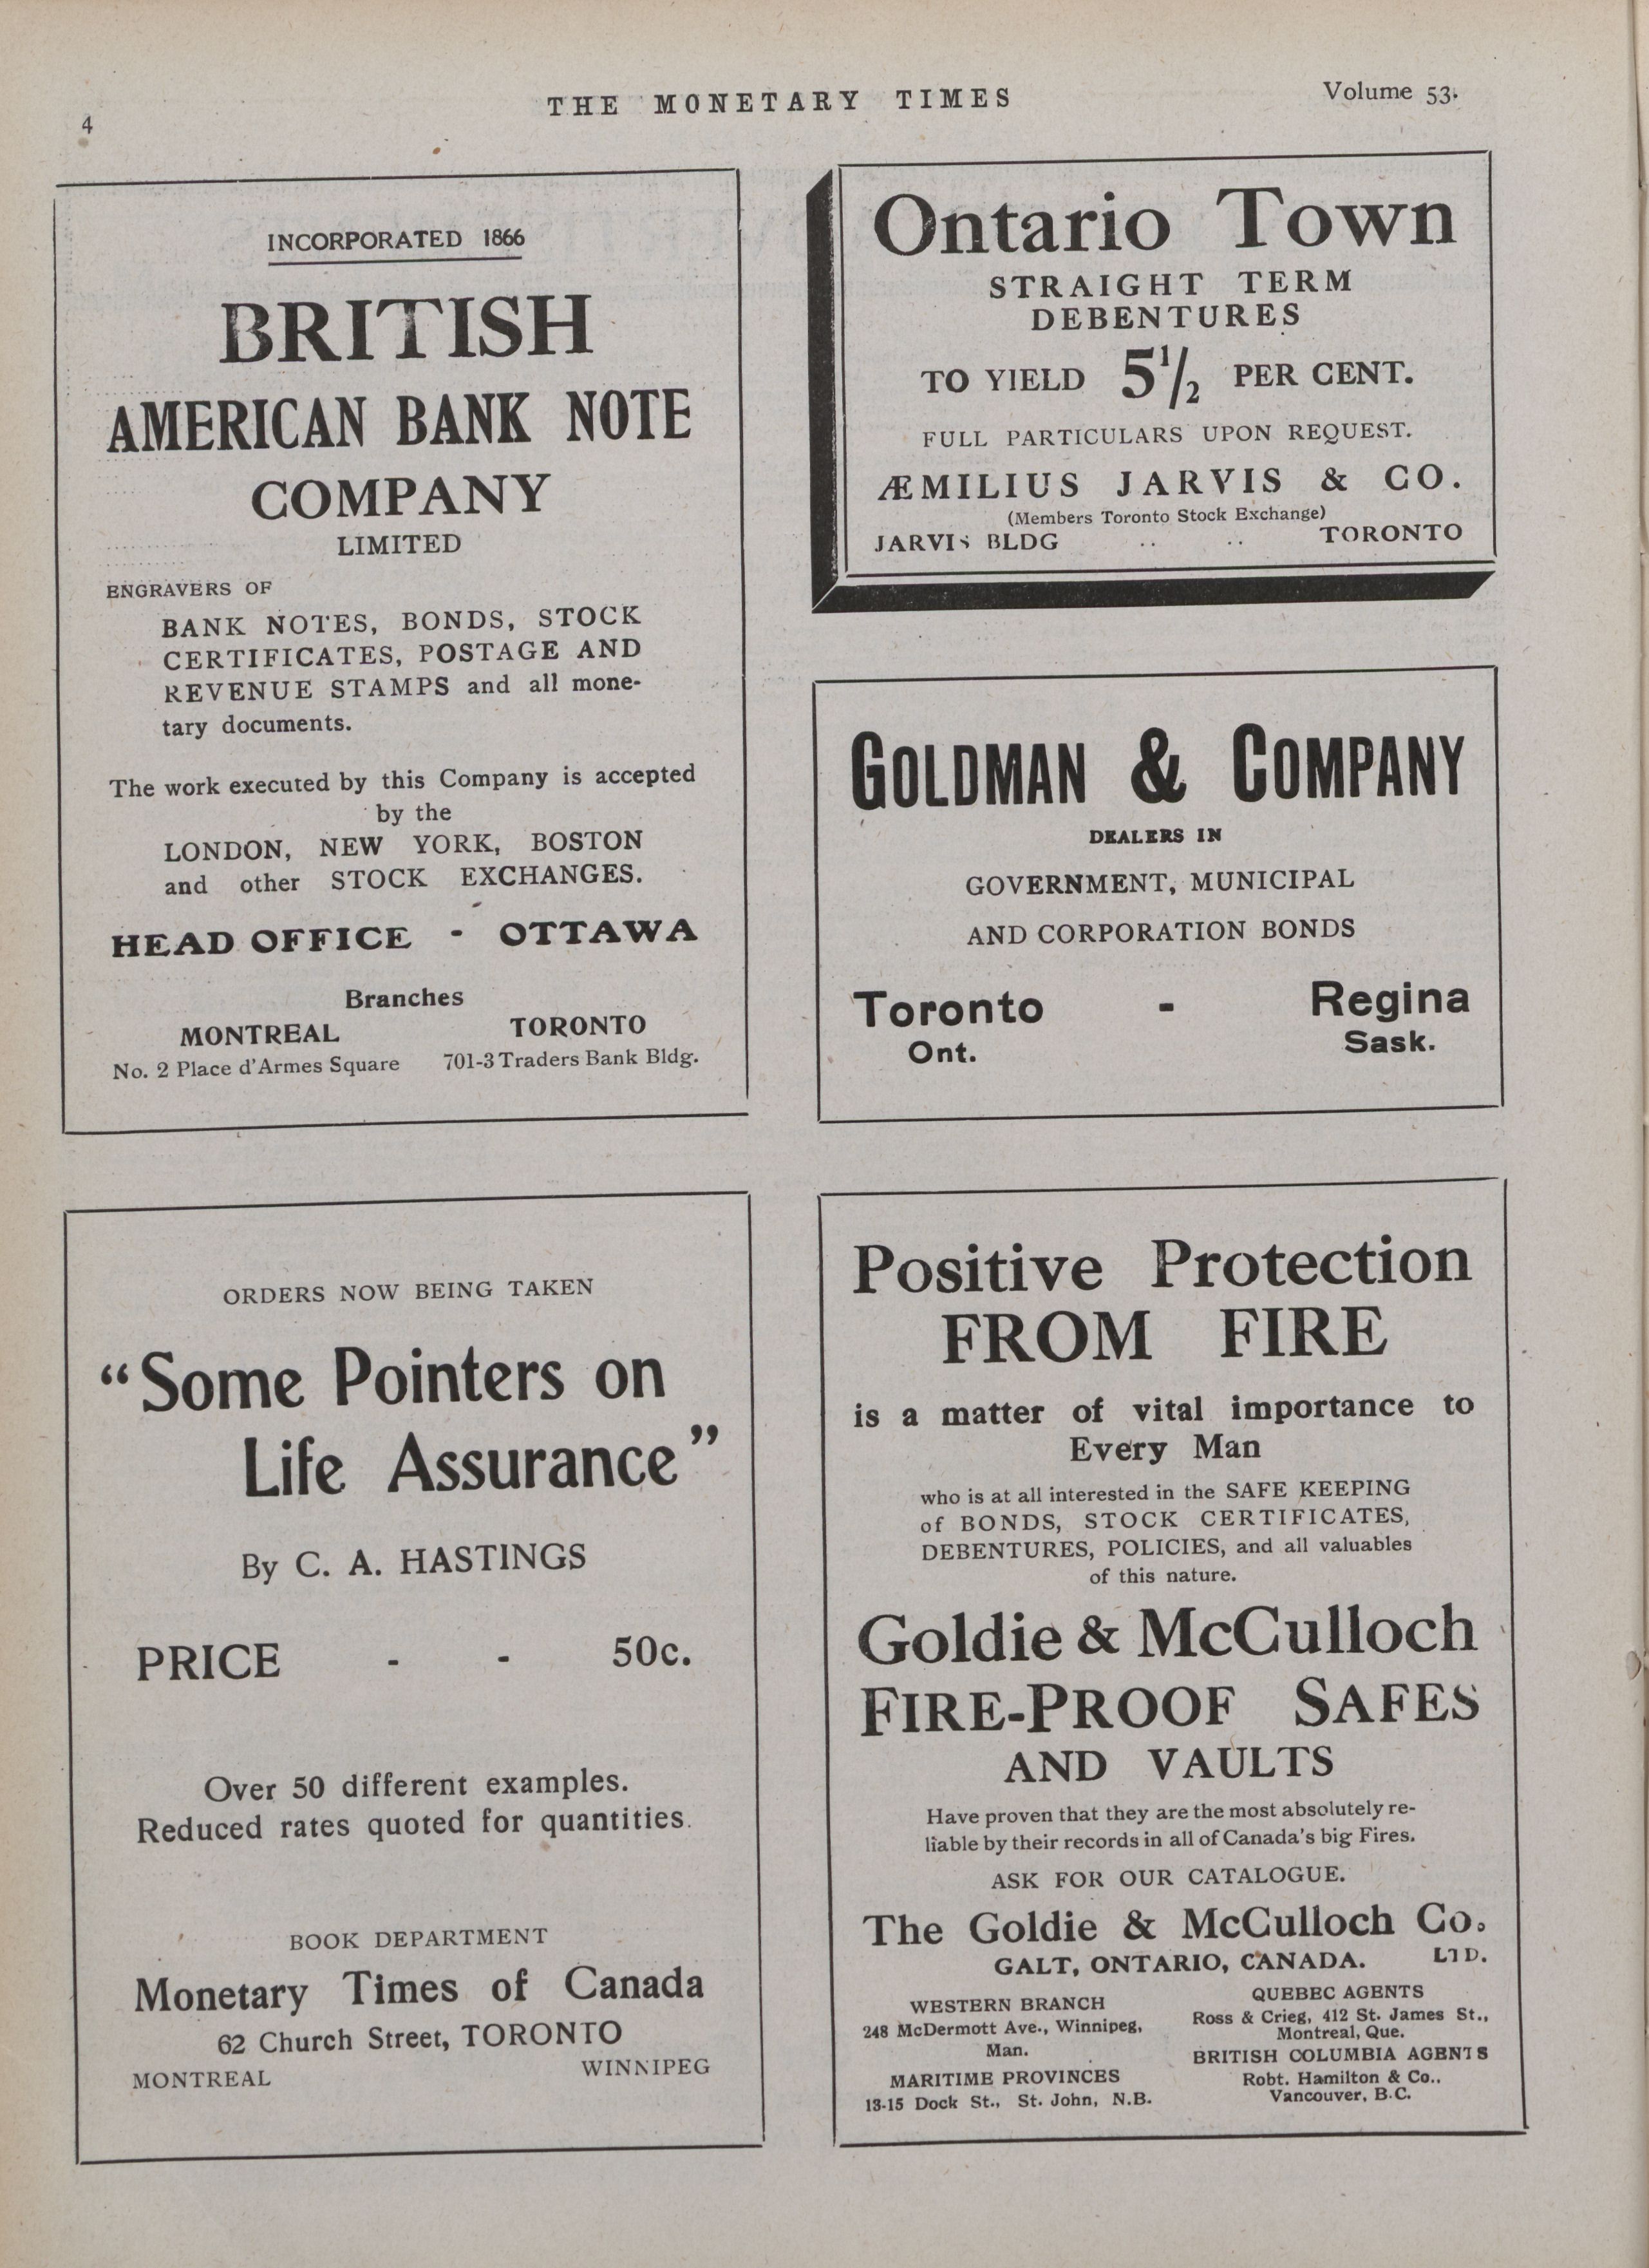 4
THE MONETARY TIMES
Volume 53.
INCORPORATED 1866
BRITISH
AMERICAN BANK NOTE
COMPANY
LIMITED
ENGRAVERS OF
BANK NOTES, BONDS, STOCK
CERTIFICATES, POSTAGE AND
REVENUE STAMPS and all mone-
tary documents.
The work executed by this Company is accepted
by the
LONDON, NEW YORK, BOSTON
and other STOCK EXCHANGES.
HEAD OFFICE - OTTAWA
Branches
MONTREAL TORONTO
No. 2 Place d'Armes Square 701-3 Traders Bank Bldg.
Ontario Town
STRAIGHT TERM
DEBENTURES
TO YIELD 5½ PER CENT.
FULL PARTICULARS UPON REQUEST.
ÆMILIUS JARVIS & CO.
(Members Toronto Stock Exchange)
JARVIS BLDG .. .. TORONTO
GOLDMAN & COMPANY
DEALERS IN
GOVERNMENT, MUNICIPAL
AND CORPORATION BONDS
Toronto - Regina
Ont. Sask.
ORDERS NOW BEING TAKEN
"Some Pointers on
Life Assurance"
By C. A. HASTINGS
PRICE - - 50c.
Over 50 different examples.
Reduced rates quoted for quantities.
BOOK DEPARTMENT
Monetary Times of Canada
62 Church Street, TORONTO
MONTREAL WINNIPEG
Positive Protection
FROM FIRE
is a matter of vital importance to
Every Man
who is at all interested in the SAFE KEEPING
of BONDS, STOCK CERTIFICATES,
DEBENTURES, POLICIES, and all valuables
of this nature.
Goldie & McCulloch
FIRE-PROOF SAFES
AND VAULTS
Have proven that they are the most absolutely re-
liable by their records in all of Canada's big Fires.
ASK FOR OUR CATALOGUE.
The Goldie & McCulloch Co.
GALT, ONTARIO, CANADA. LTD.
WESTERN BRANCH
248 McDermott Ave., Winnipeg,
Man.
MARITIME PROVINCES
13-15 Dock St., St. John, N.B.
QUEBEC AGENTS
Ross & Crieg, 412 St. James St.,
Montreal, Que.
BRITISH COLUMBIA AGENTS
Robt. Hamilton & Co.,
Vancouver, B.C.